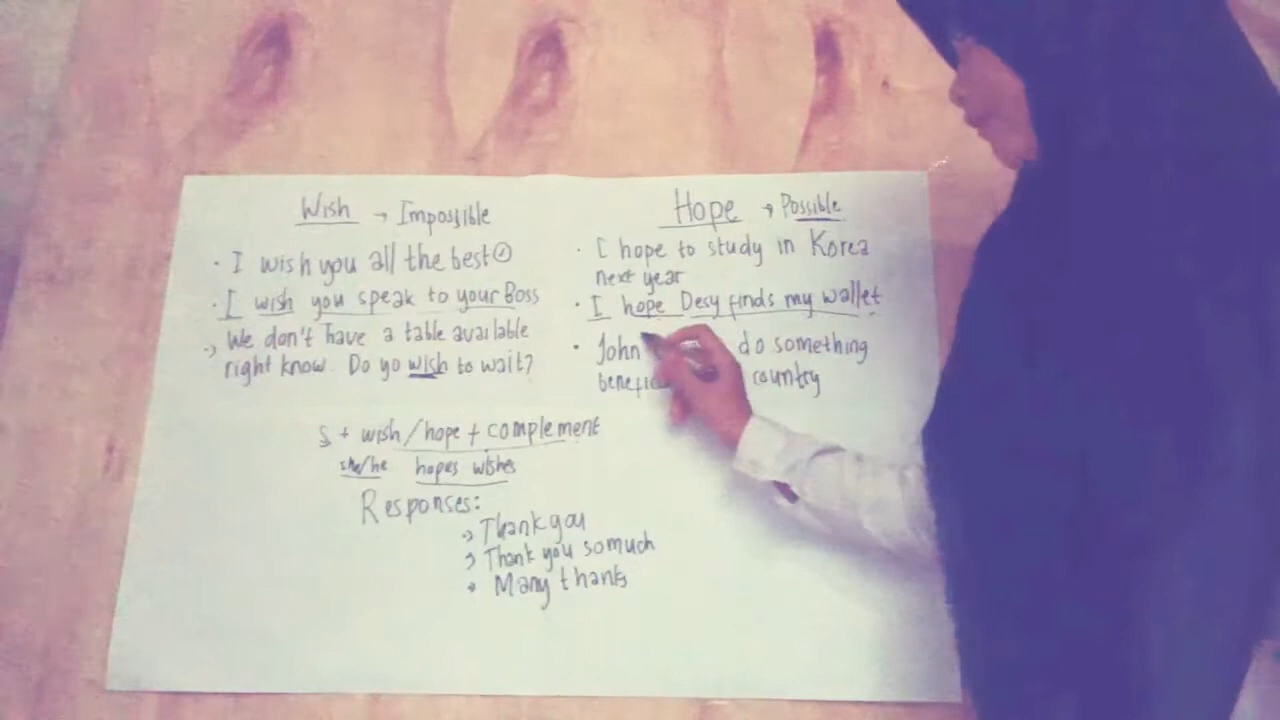 Wish → Impossible
• I wish you all the best
• I wish you speak to your Boss
→ We don't have a table available
right know. Do yo wish to wait?
Hope → Possible
• I hope to study in Korea
next year
• I hope Desy finds my wallet
• John do something
country
S + wish/hope + complement
she/he hopes wishes
Responses:
→ Thank you
→ Thank you so much
→ Many thanks